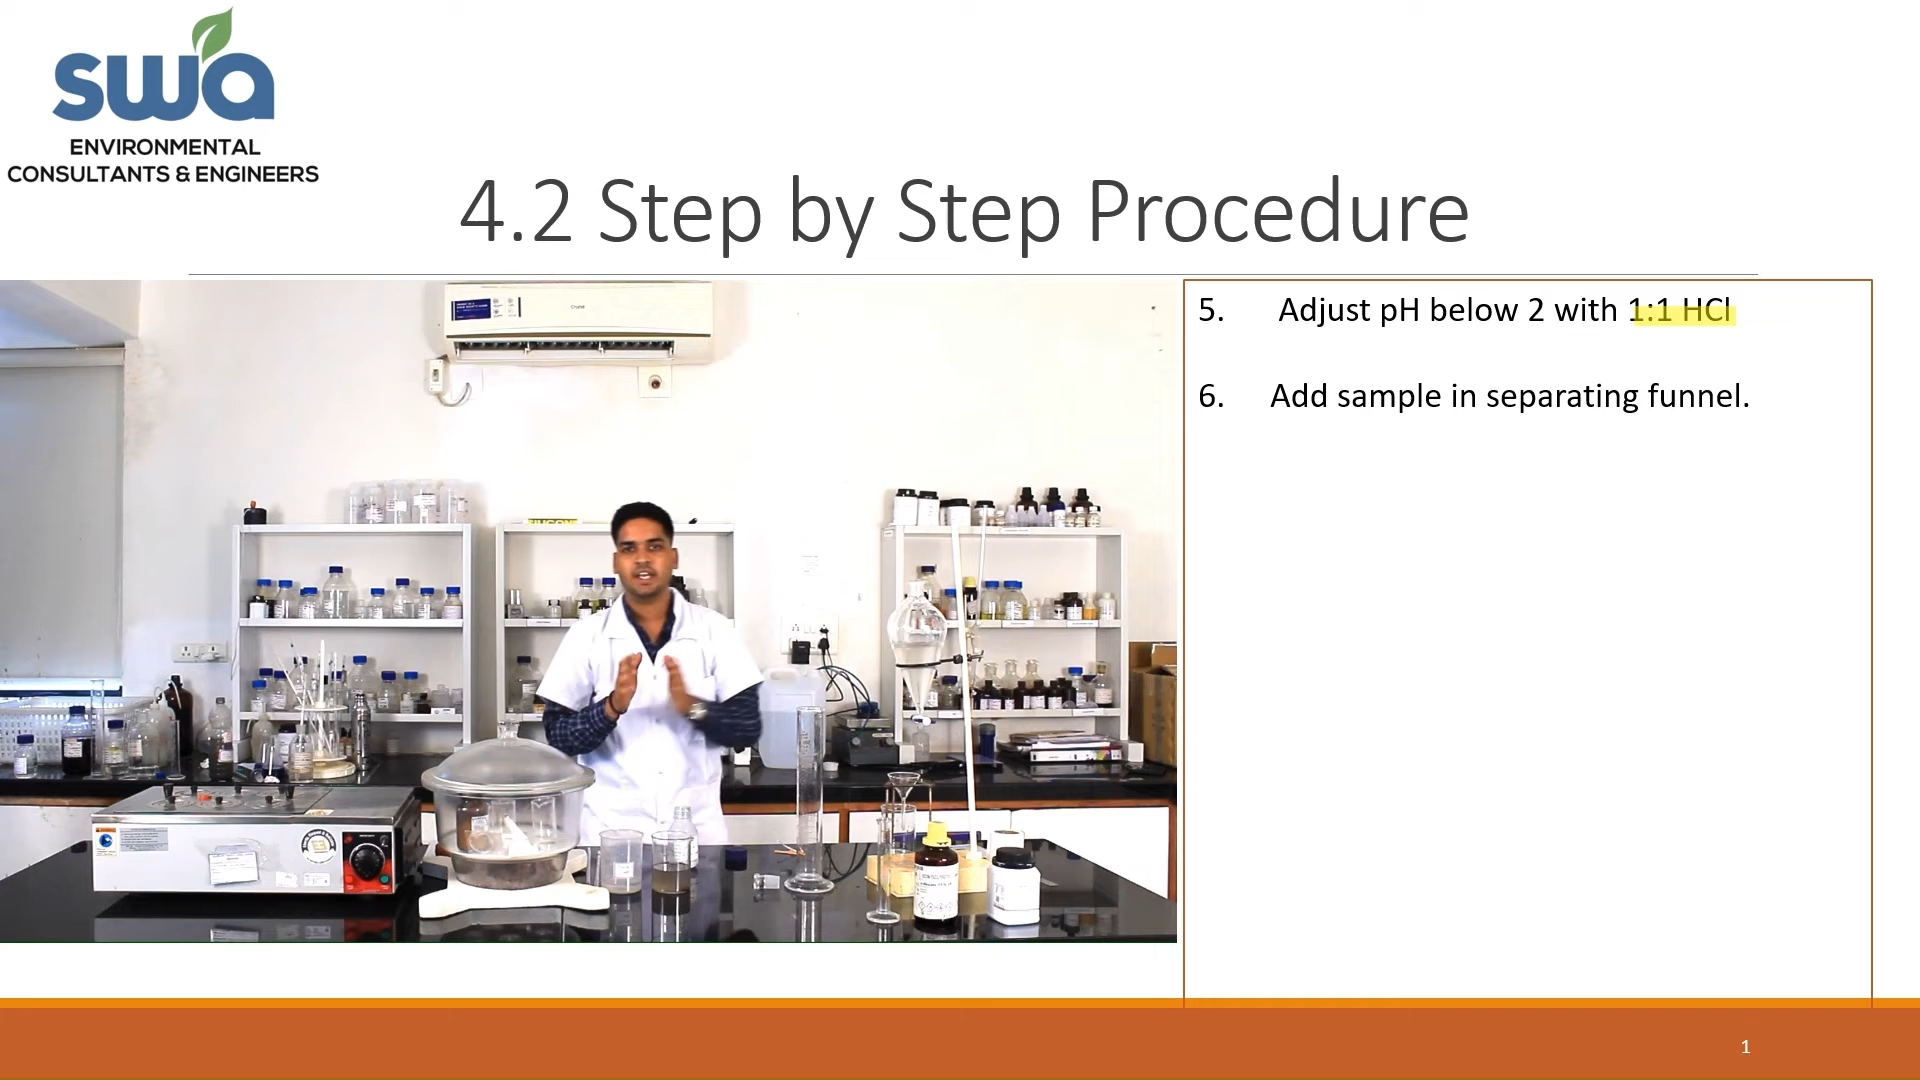 swa
ENVIRONMENTAL
CONSULTANTS & ENGINEERS
4.2 Step by Step Procedure
5. Adjust pH below 2 with 1:1 HCl
6. Add sample in separating funnel.
1